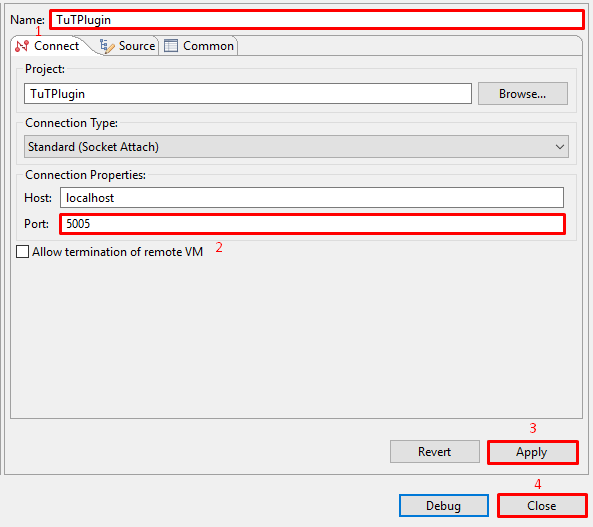 Name: TuTPlugin
1
Connect Source Common
Project:
TuTPlugin Browse...
Connection Type:
Standard (Socket Attach)
Connection Properties:
Host: localhost
Port: 5005
Allow termination of remote VM 2
3
Revert Apply
4
Debug Close